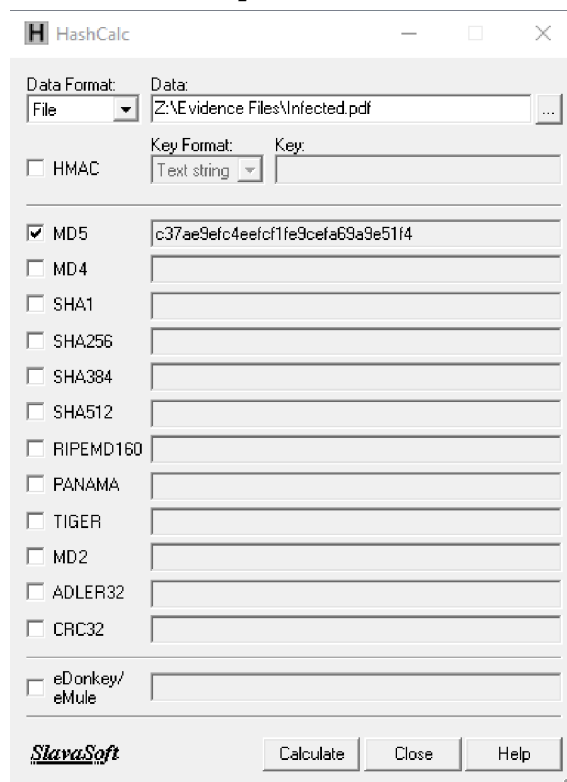 HashCalc
Data Format: Data:
File Z:\Evidence Files\Infected.pdf ...
Key Format: Key:
HMAC Text string
MD5 c37ae9efc4eefcf1fe9cefa69a9e51f4
MD4
SHA1
SHA256
SHA384
SHA512
RIPEMD160
PANAMA
TIGER
MD2
ADLER32
CRC32
eDonkey/
eMule
SlavaSoft Calculate Close Help